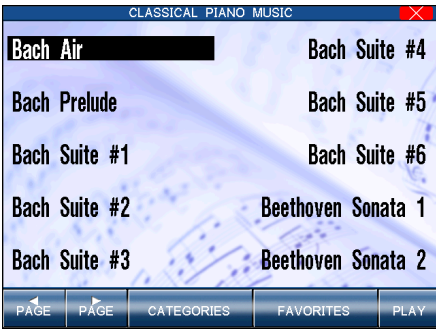 CLASSICAL PIANO MUSIC
Bach Air
Bach Prelude
Bach Suite #1
Bach Suite #2
Bach Suite #3
Bach Suite #4
Bach Suite #5
Bach Suite #6
Beethoven Sonata 1
Beethoven Sonata 2
PAGE
PAGE
CATEGORIES
FAVORITES
PLAY